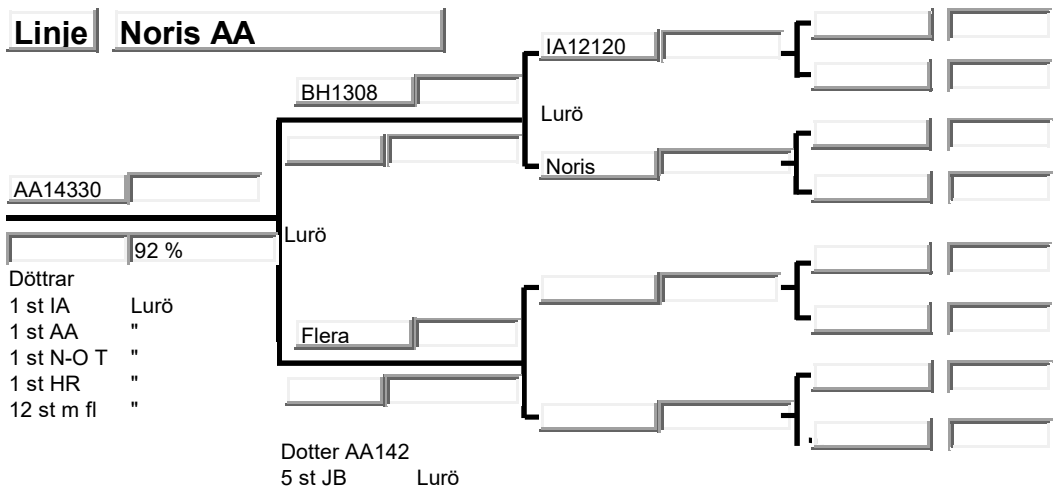 Linje Noris AA
IA12120
BH1308
Lurö
Noris
AA14330
Lurö
92 %
Döttrar
1 st IA Lurö
1 st AA "
1 st N-O T "
1 st HR "
12 st m fl "
Flera
Dotter AA142
5 st JB Lurö